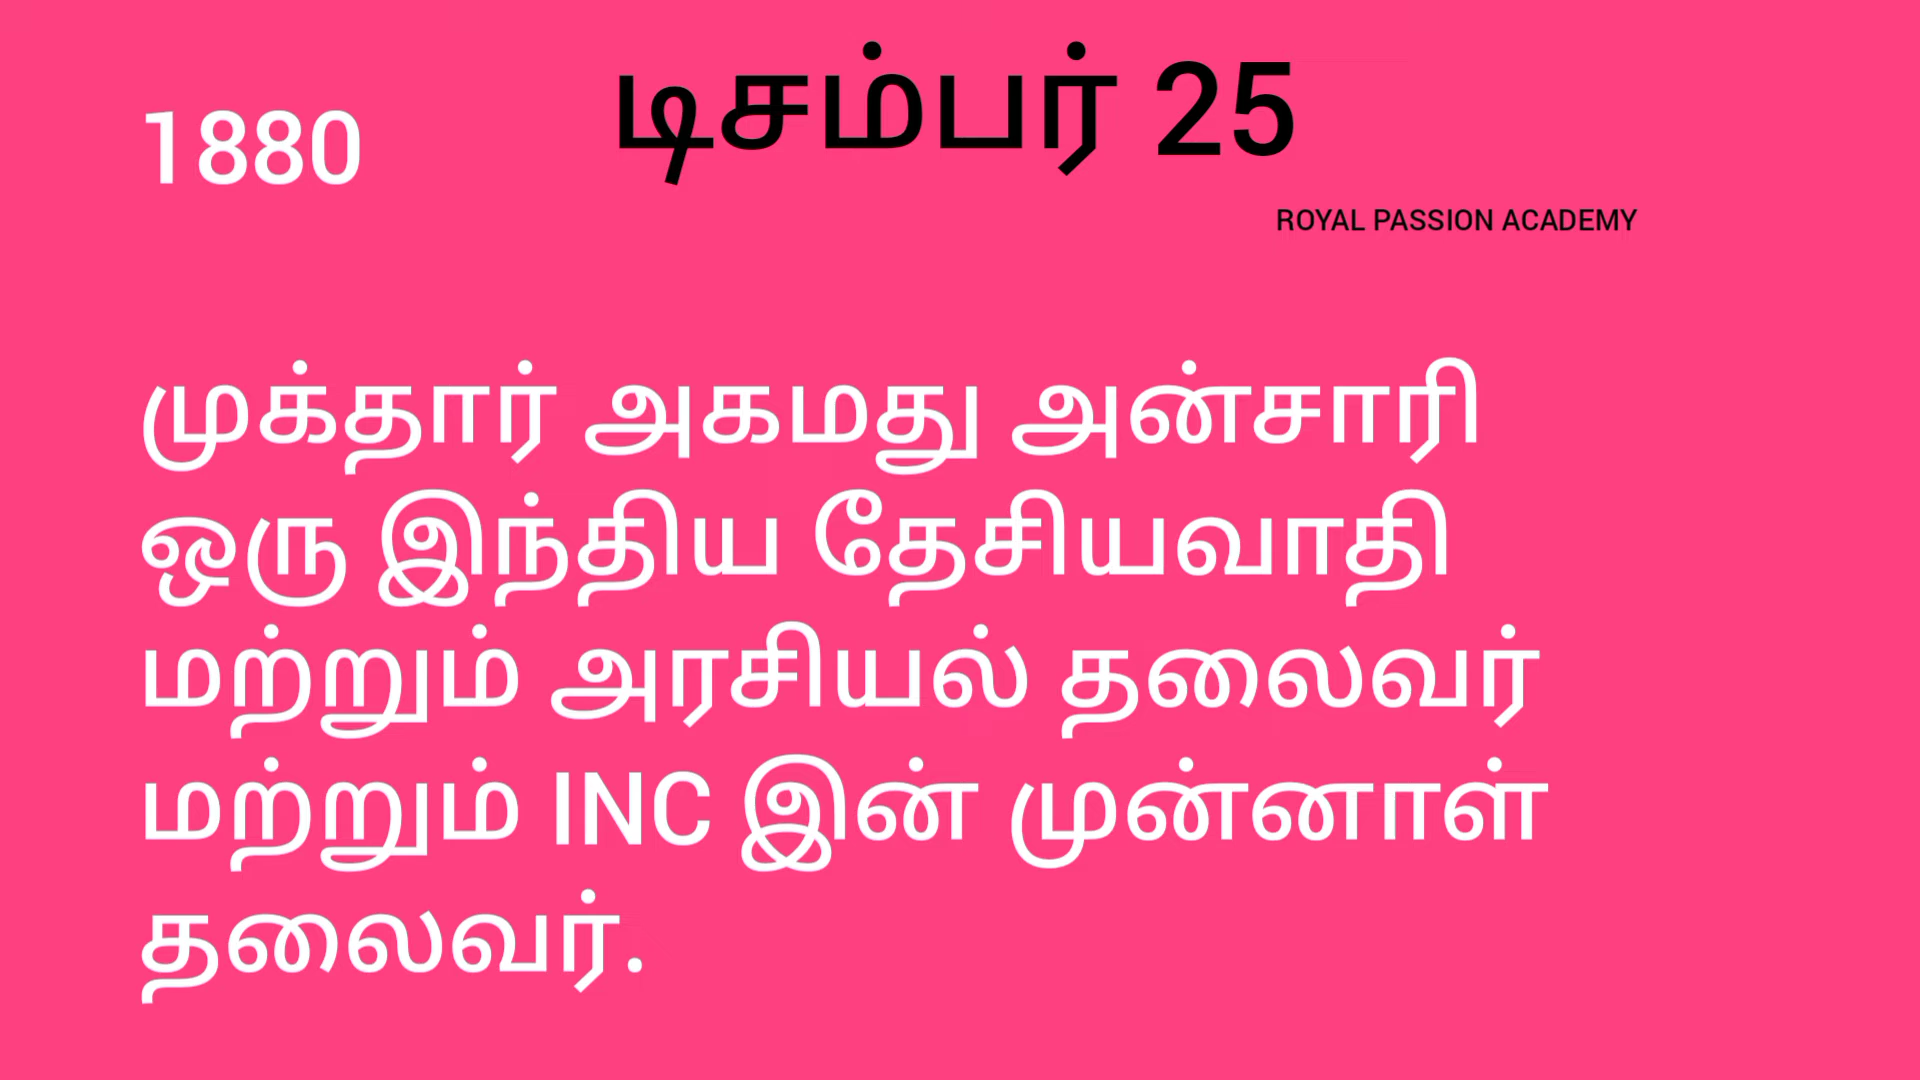 டிசம்பர் 25
1880
ROYAL PASSION ACADEMY
முக்தார் அகமது அன்சாரி
ஒரு இந்திய தேசியவாதி
மற்றும் அரசியல் தலைவர்
மற்றும் INC இன் முன்னாள்
தலைவர்.